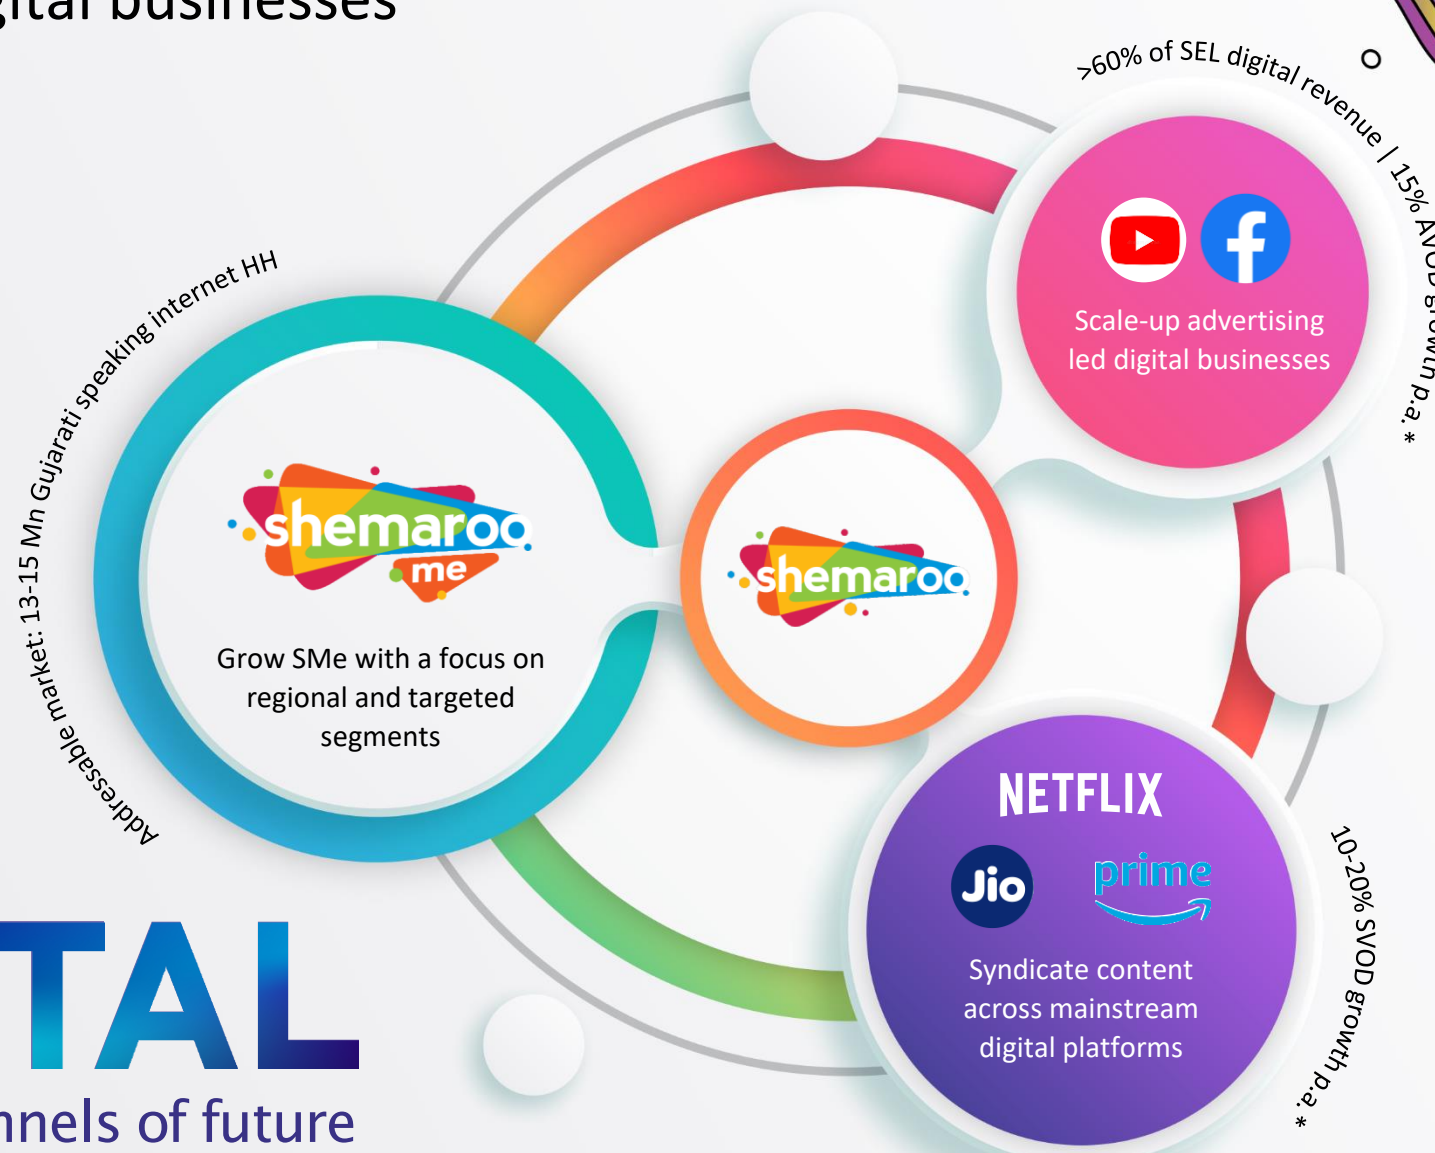 gital businesses
>60% of SEL digital revenue | 15% AVOD growth p.a. *
Scale-up advertising
led digital businesses
Addressable market: 13-15 Mn Gujarati speaking internet HH
shemaroo
me
Grow SMe with a focus on
regional and targeted
segments
shemaroo
NETFLIX
Jio
prime
Syndicate content
across mainstream
digital platforms
10-20% SVOD growth p.a. *
TAL
nnels of future